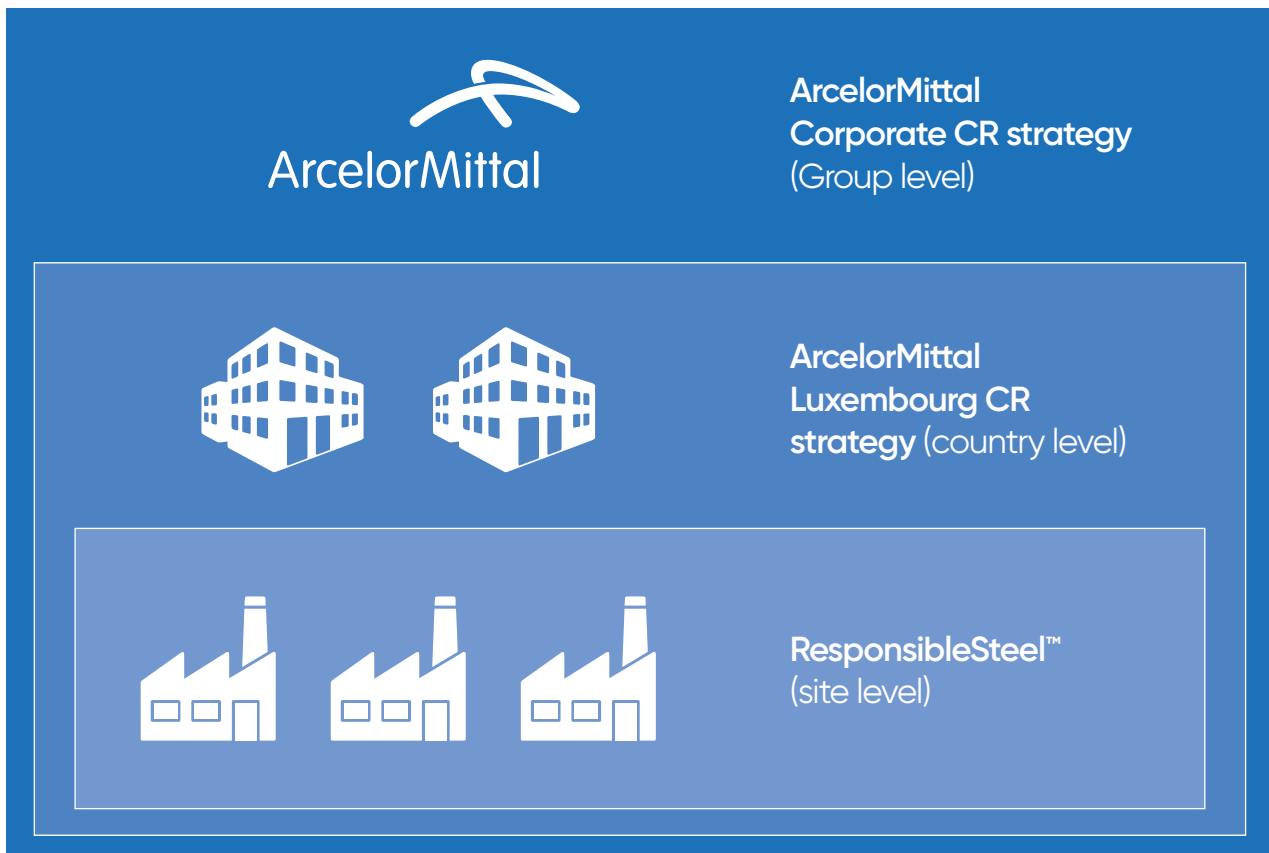 ArcelorMittal
ArcelorMittal
Corporate CR strategy
(Group level)
ArcelorMittal
Luxembourg CR
strategy (country level)
ResponsibleSteel™
(site level)